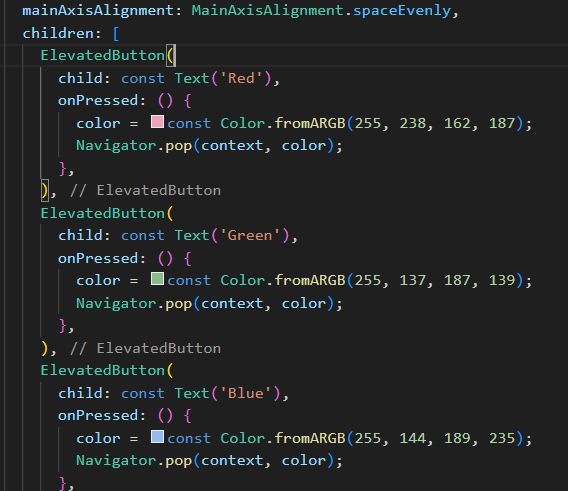 mainAxisAlignment: MainAxisAlignment.spaceEvenly,
children: [
  ElevatedButton(
    child: const Text('Red'),
    onPressed: () {
      color = const Color.fromARGB(255, 238, 162, 187);
      Navigator.pop(context, color);
    },
  ), // ElevatedButton
  ElevatedButton(
    child: const Text('Green'),
    onPressed: () {
      color = const Color.fromARGB(255, 137, 187, 139);
      Navigator.pop(context, color);
    },
  ), // ElevatedButton
  ElevatedButton(
    child: const Text('Blue'),
    onPressed: () {
      color = const Color.fromARGB(255, 144, 189, 235);
      Navigator.pop(context, color);
    },